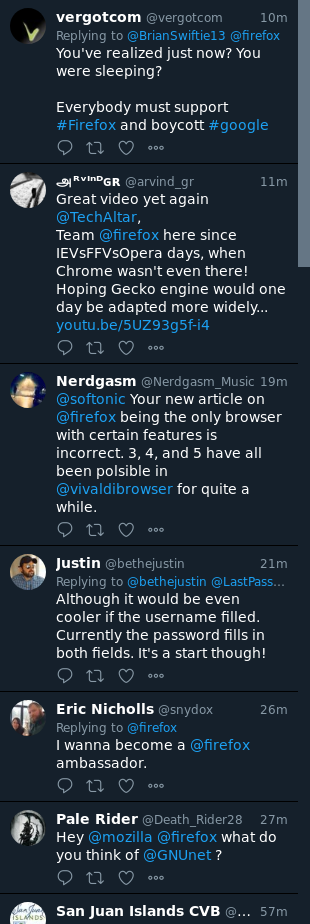 vergotcom @vergotcom 10m
Replying to @BrianSwiftie13 @firefox
You've realized just now? You
were sleeping?
Everybody must support
#Firefox and boycott #google
அᴿᵛᴵⁿᴰɢʀ @arvind_gr 11m
Great video yet again
@TechAltar,
Team @firefox here since
IEVsFFVsOpera days, when
Chrome wasn't even there!
Hoping Gecko engine would one
day be adapted more widely...
youtu.be/5UZ93g5f-i4
Nerdgasm @Nerdgasm_Music 19m
@softonic Your new article on
@firefox being the only browser
with certain features is
incorrect. 3, 4, and 5 have all
been polsible in
@vivaldibrowser for quite a
while.
Justin @bethejustin 21m
Replying to @bethejustin @LastPass...
Although it would be even
cooler if the username filled.
Currently the password fills in
both fields. It's a start though!
Eric Nicholls @snydox 26m
Replying to @firefox
I wanna become a @firefox
ambassador.
Pale Rider @Death_Rider28 27m
Hey @mozilla @firefox what do
you think of @GNUnet ?
San Juan Islands CVB @... 57m